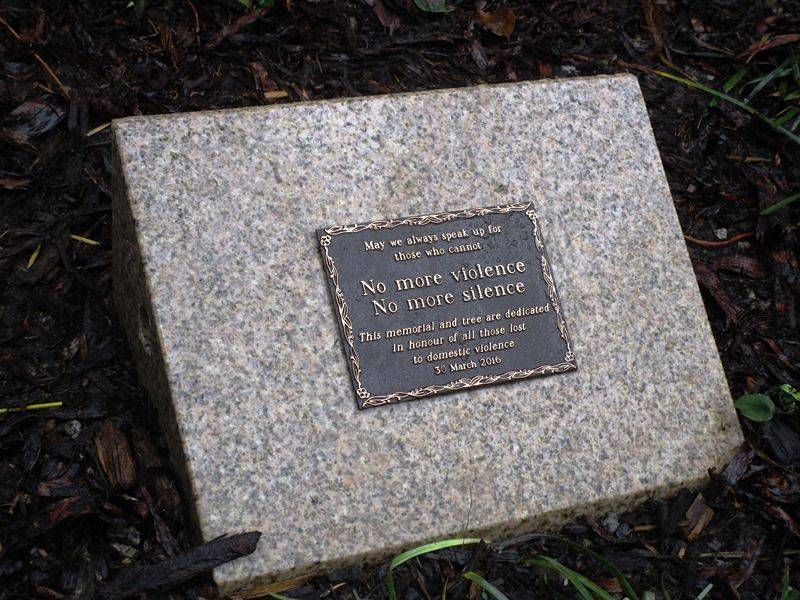 May we always speak up for
those who cannot
No more violence
No more silence
This memorial and tree are dedicated
in honour of all those lost
to domestic violence
30 March 2016